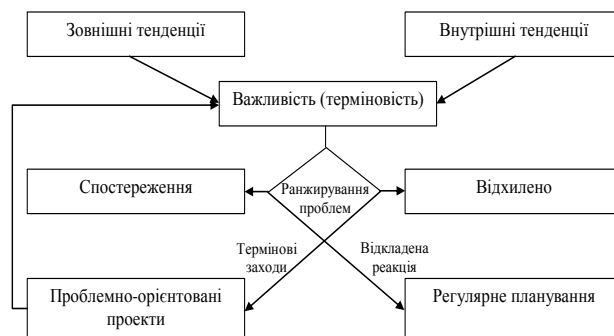 Зовнішні тенденції
Внутрішні тенденції
Важливість (терміновість)
Спостереження
Ранжирування
проблем
Відхилено
Термінові
заходи
Відкладена
реакція
Проблемно-орієнтовані
проекти
Регулярне планування